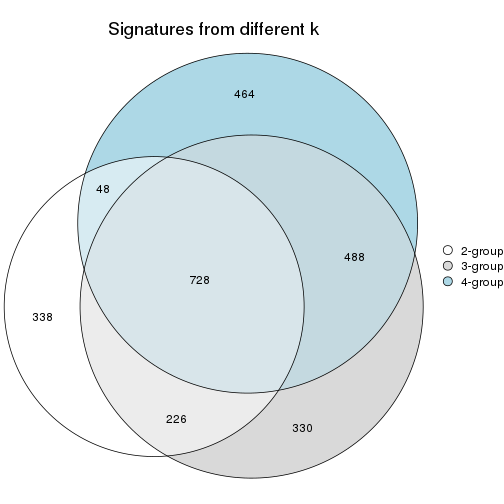 Signatures from different k
464
48
488
728
338
226
330
2-group
3-group
4-group